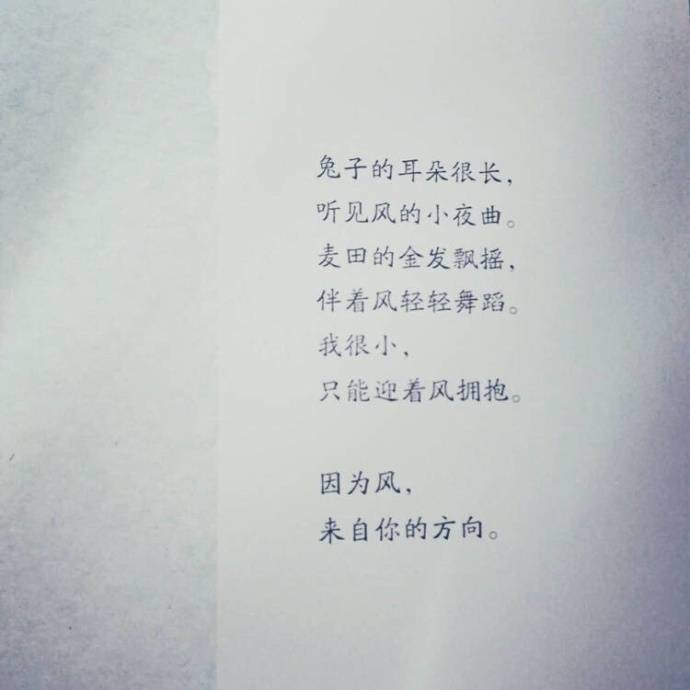 兔子的耳朵很长，
听见风的小夜曲。
麦田的金发飘摇，
伴着风轻轻舞蹈。
我很小，
只能迎着风拥抱。
因为风，
来自你的方向。